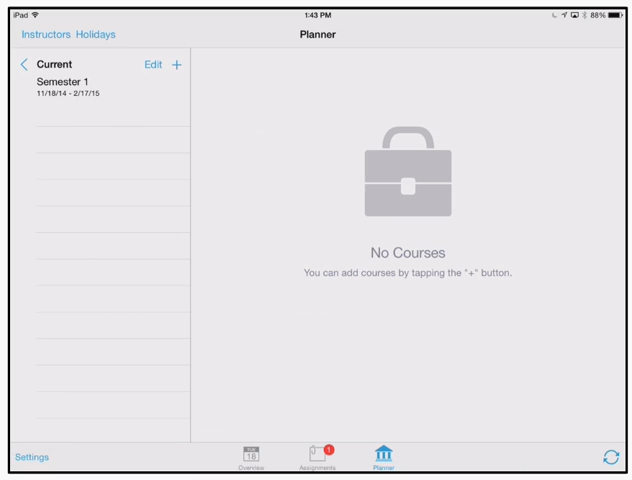 iPad 1:43 PM 88%
Instructors Holidays Planner
Current Edit +
Semester 1
11/18/14 - 2/17/15
No Courses
You can add courses by tapping the "+" button.
Settings
18
Overview
1
Assignments
Planner